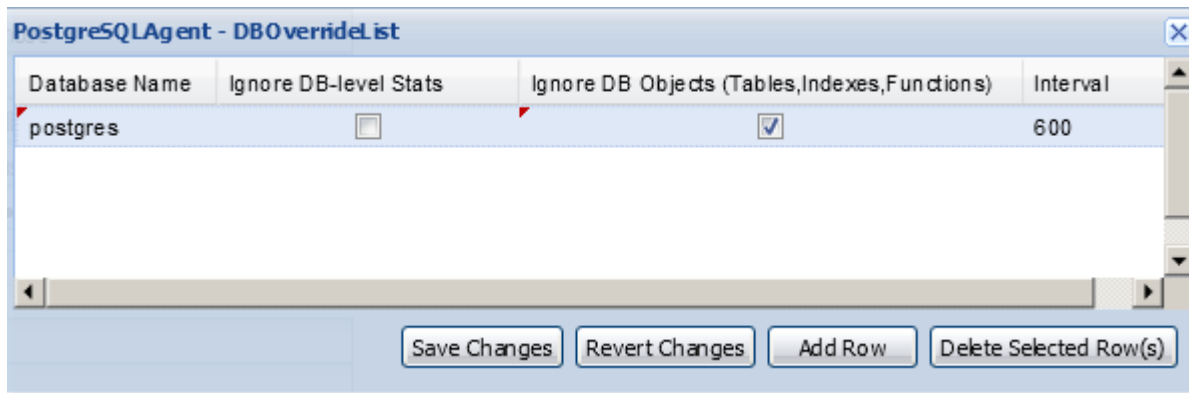 PostgreSQLAgent - DBOverrideList
Database Name Ignore DB-level Stats Ignore DB Objects (Tables,Indexes,Functions) Interval
postgres 600
Save Changes Revert Changes Add Row Delete Selected Row(s)